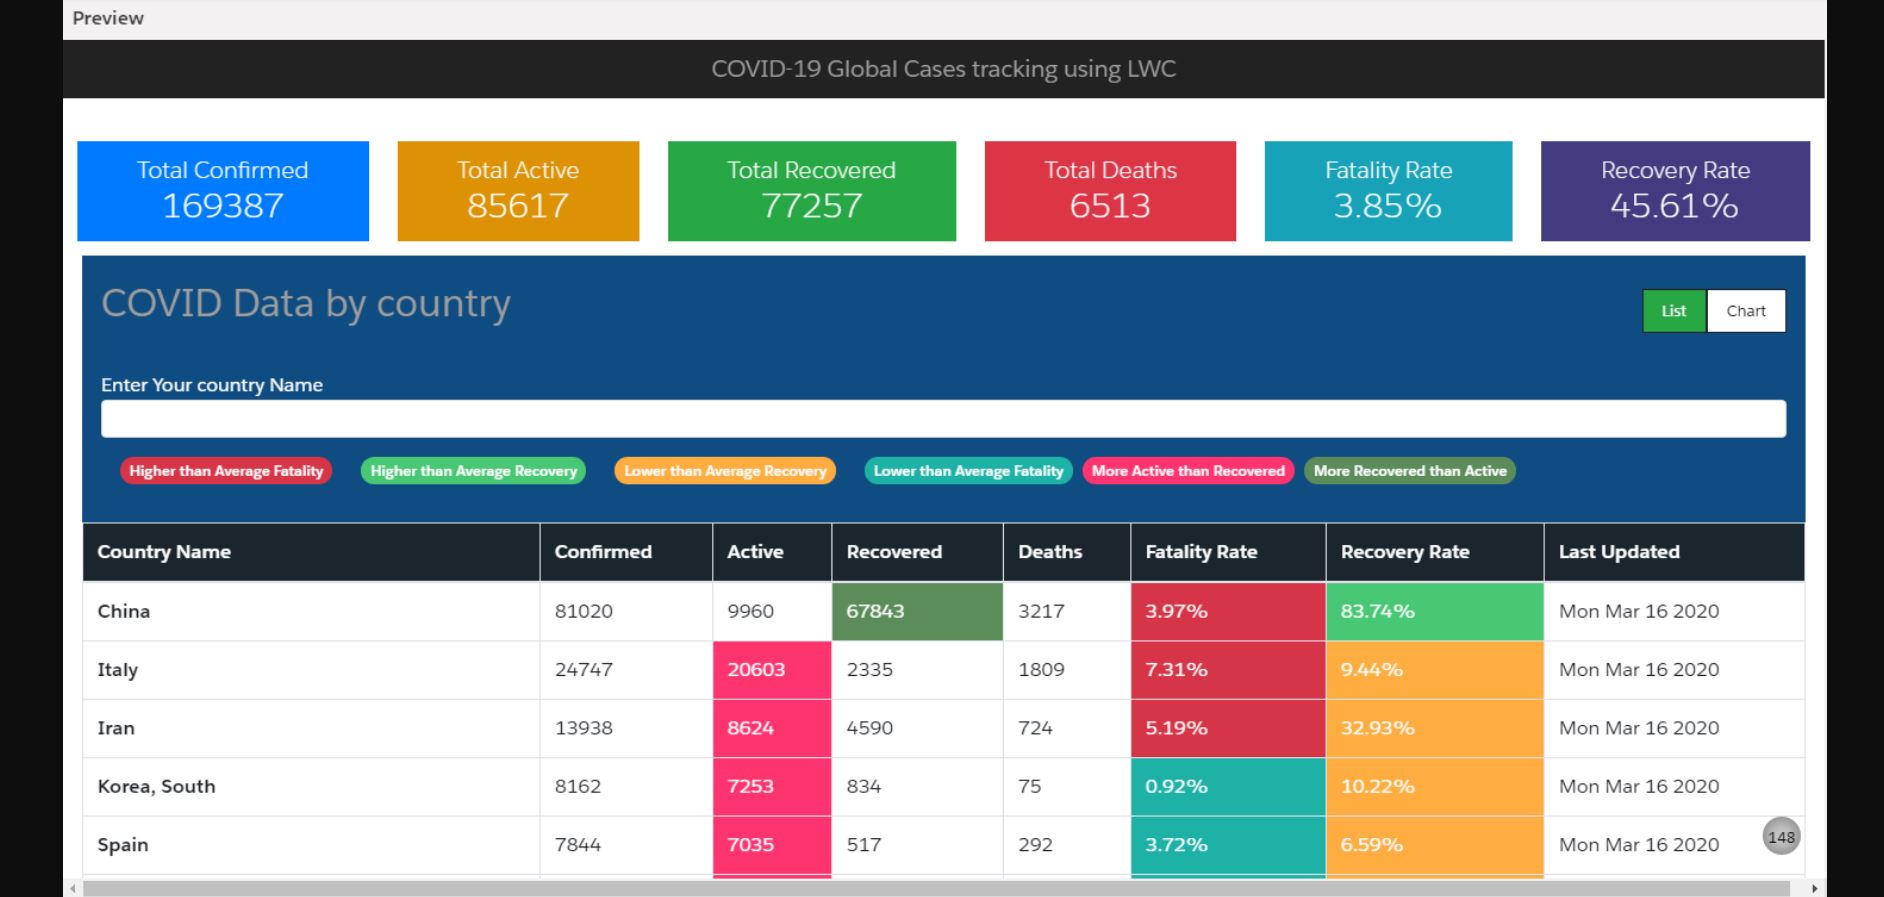 Preview
COVID-19 Global Cases tracking using LWC
Total Confirmed Total Active Total Recovered Total Deaths Fatality Rate Recovery Rate
169387 85617 77257 6513 3.85% 45.61%
COVID Data by country
List Chart
Enter Your country Name
Higher than Average Fatality Higher than Average Recovery Lower than Average Recovery Lower than Average Fatality More Active than Recovered More Recovered than Active
Country Name Confirmed Active Recovered Deaths Fatality Rate Recovery Rate Last Updated
China 81020 9960 67843 3217 3.97% 83.74% Mon Mar 16 2020
Italy 24747 20603 2335 1809 7.31% 9.44% Mon Mar 16 2020
Iran 13938 8624 4590 724 5.19% 32.93% Mon Mar 16 2020
Korea, South 8162 7253 834 75 0.92% 10.22% Mon Mar 16 2020
Spain 7844 7035 517 292 3.72% 6.59% Mon Mar 16 2020
148